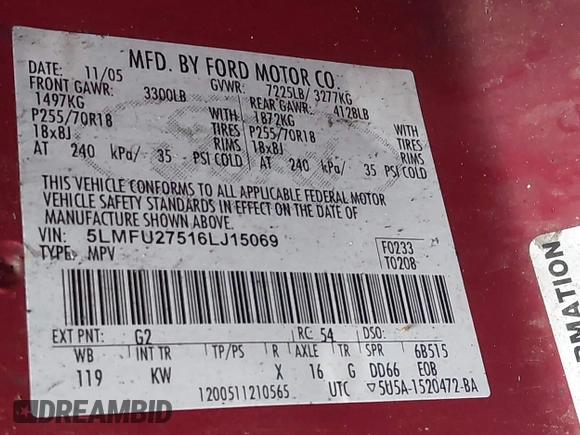 MFD. BY FORD MOTOR CO.
DATE: 11/05 GVWR: 7225LB/ 3277KG
FRONT GAWR: 3300LB REAR GAWR: 4128LB
1497KG WITH 1872KG WITH
P255/70R18 TIRES P255/70R18 TIRES
18x8J RIMS 18x8J RIMS
AT 240 kPa/ 35 PSI COLD AT 240 kPa/ 35 PSI COLD
THIS VEHICLE CONFORMS TO ALL APPLICABLE FEDERAL MOTOR
VEHICLE SAFETY STANDARDS IN EFFECT ON THE DATE OF
MANUFACTURE SHOWN ABOVE.
VIN: 5LMFU27516LJ15069 F0233
TYPE: MPV T0208
EXT PNT: G2 RC: 54 DSO:
WB INT TR TP/PS R AXLE TR SPR 6B515
119 KW X 16 G DD66 EOB
1200511210565 UTC ▽5U5A-1520472-BA
RMATION
DREAMBID